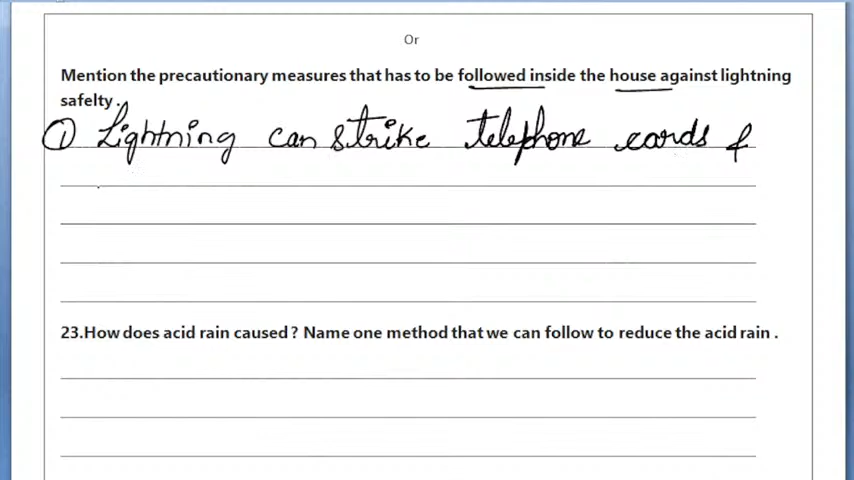 Or
Mention the precautionary measures that has to be followed inside the house against lightning
safelty.
① Lightning can strike telephone cords &
23.How does acid rain caused? Name one method that we can follow to reduce the acid rain .